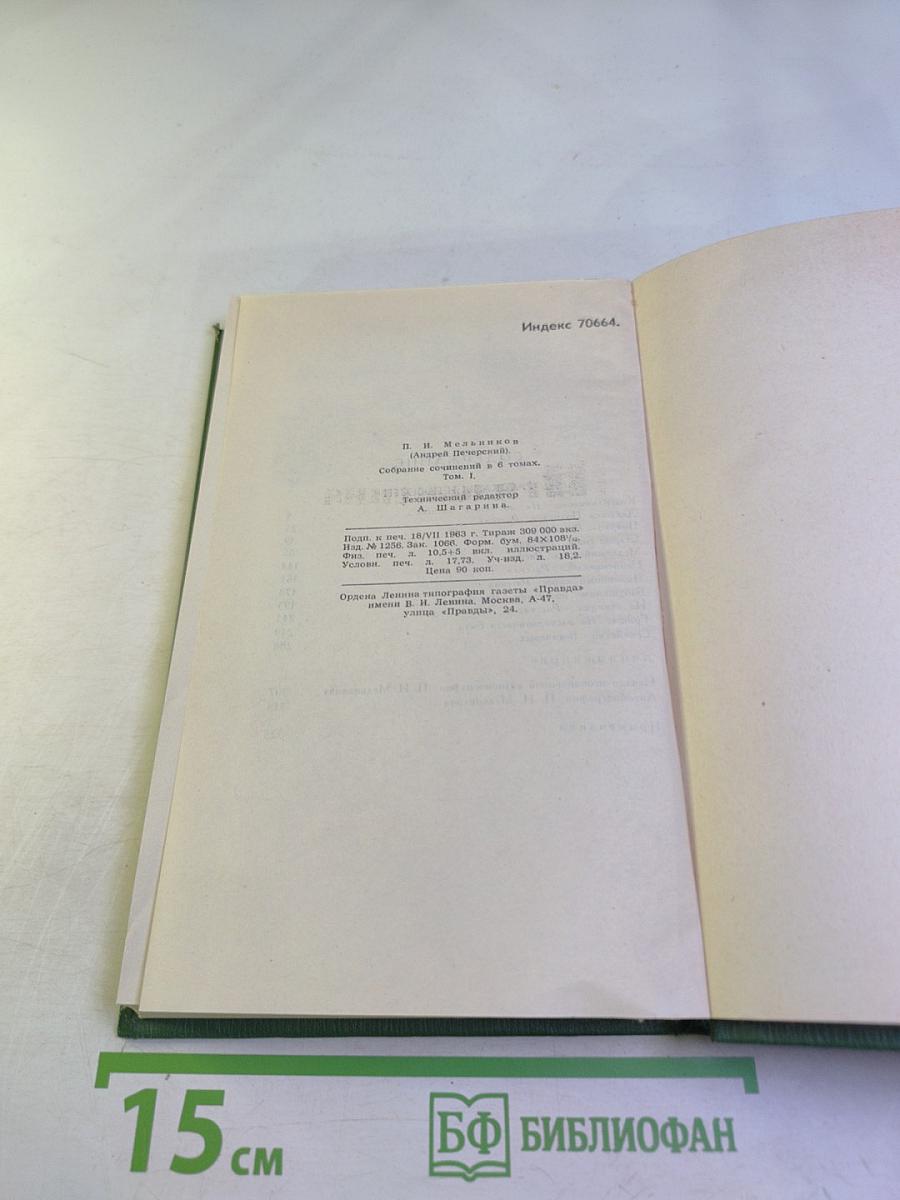 Индекс 70664.
П. И. Мельников
(Андрей Печерский).
Собрание сочинений в 6 томах.
Том. I.
Технический редактор
А. Шагарина.
Подп. к печ. 18/VII 1963 г. Тираж 309 000 экз.
Изд. № 1256. Зак. 1066. Форм. бум. 84×108¹/₃₂.
Физ. печ. л. 10,5+5 вкл. иллюстраций.
Условн. печ. л. 17,73. Уч-изд. л. 18,2.
Цена 90 коп.
Ордена Ленина типография газеты «Правда»
имени В. И. Ленина. Москва, А-47,
улица «Правды», 24.
15 см
БФ БИБЛИОФАН